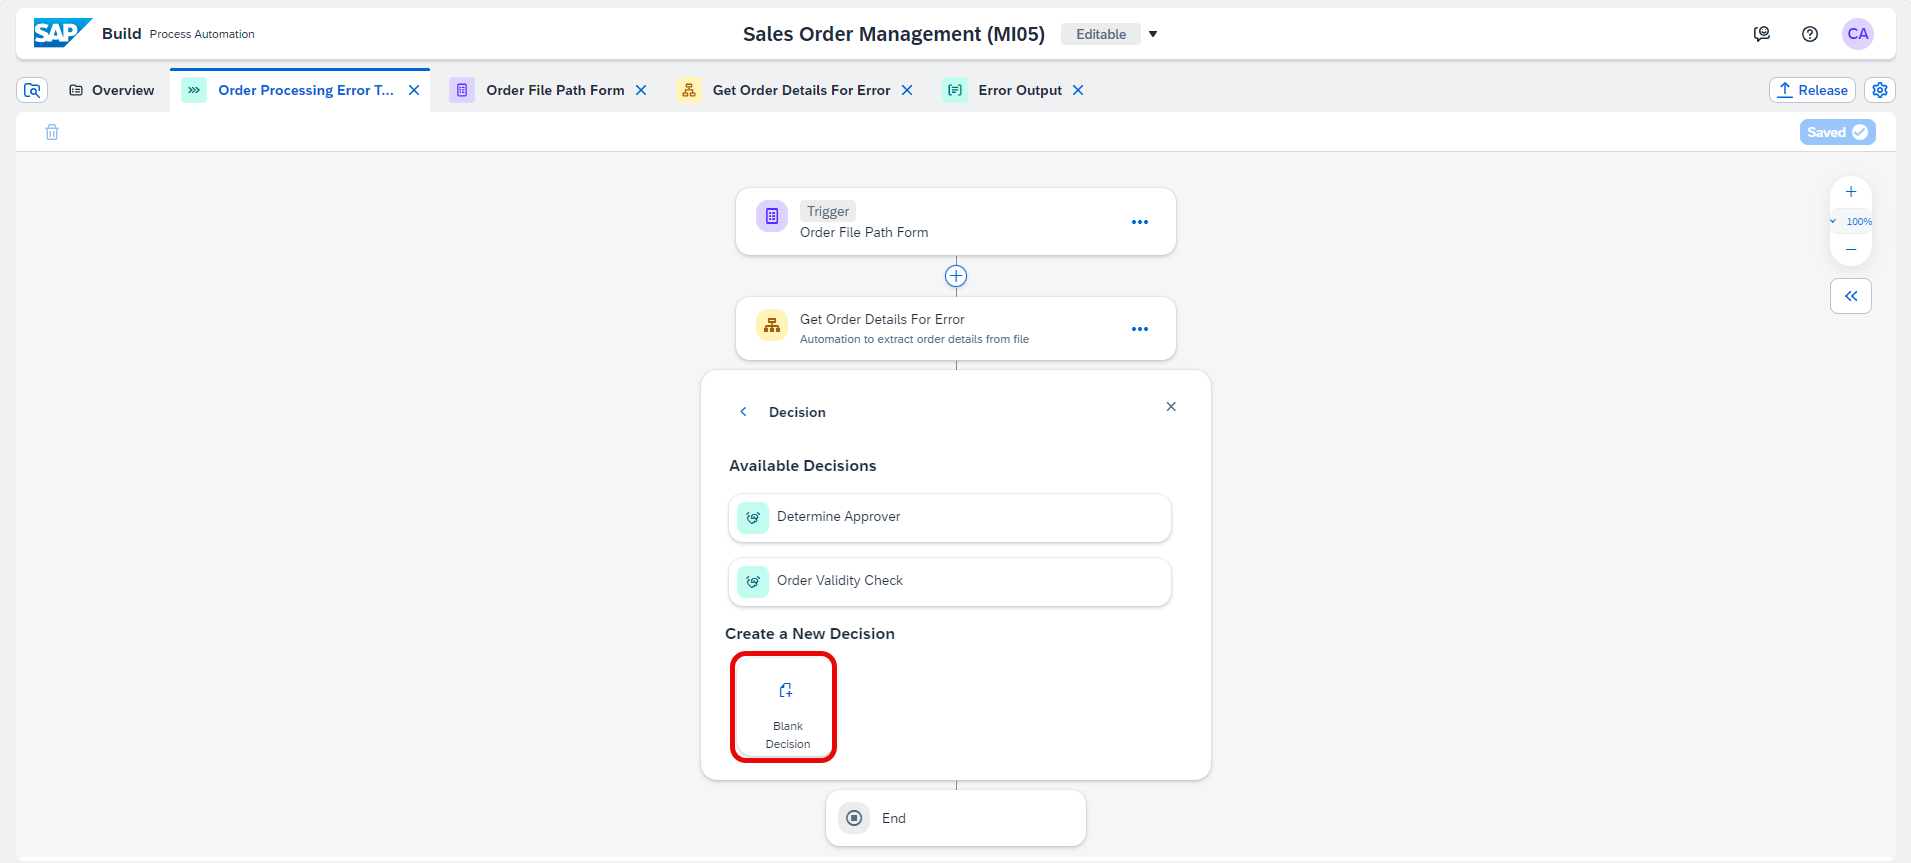 SAP Build Process Automation
Sales Order Management (MI05) Editable
CA
Overview
Order Processing Error T...
Order File Path Form
Get Order Details For Error
Error Output
Release
Saved
Trigger
Order File Path Form
100%
Get Order Details For Error
Automation to extract order details from file
Decision
Available Decisions
Determine Approver
Order Validity Check
Create a New Decision
Blank
Decision
End